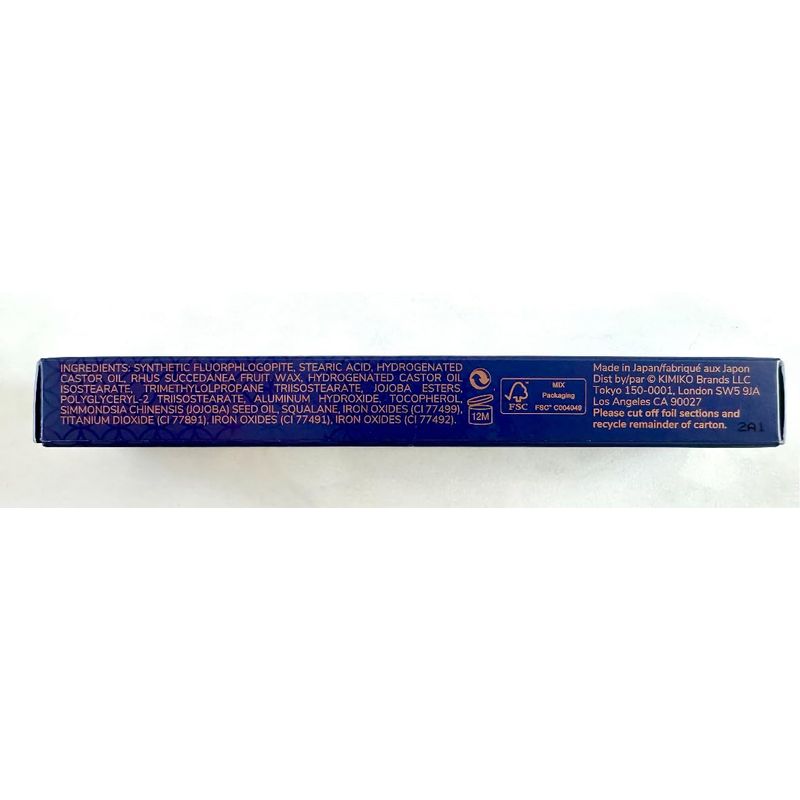 INGREDIENTS: SYNTHETIC FLUORPHLOGOPITE, STEARIC ACID, HYDROGENATED
CASTOR OIL, RHUS SUCCEDANEA FRUIT WAX, HYDROGENATED CASTOR OIL
ISOSTEARATE, TRIMETHYLOLPROPANE TRIISOSTEARATE, JOJOBA ESTERS,
POLYGLYCERYL-2 TRIISOSTEARATE, ALUMINUM HYDROXIDE, TOCOPHEROL,
SIMMONDSIA CHINENSIS (JOJOBA) SEED OIL, SQUALANE, IRON OXIDES (CI 77499),
TITANIUM DIOXIDE (CI 77891), IRON OXIDES (CI 77491), IRON OXIDES (CI 77492).
12M
FSC
MIX
Packaging
FSC™ C004049
Made in Japan/fabriqué aux Japon
Dist by/par © KIMIKO Brands LLC
Tokyo 150-0001, London SW5 9JA
Los Angeles CA 90027
Please cut off foil sections and
recycle remainder of carton.
2A1